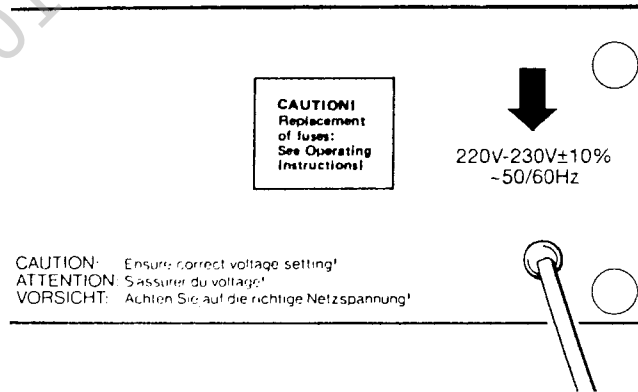 CAUTION!
Replacement
of fuses:
See Operating
Instructions!
220V-230V±10%
~50/60Hz
CAUTION: Ensure correct voltage setting!
ATTENTION: S'assurer du voltage!
VORSICHT: Achten Sie auf die richtige Netzspannung!